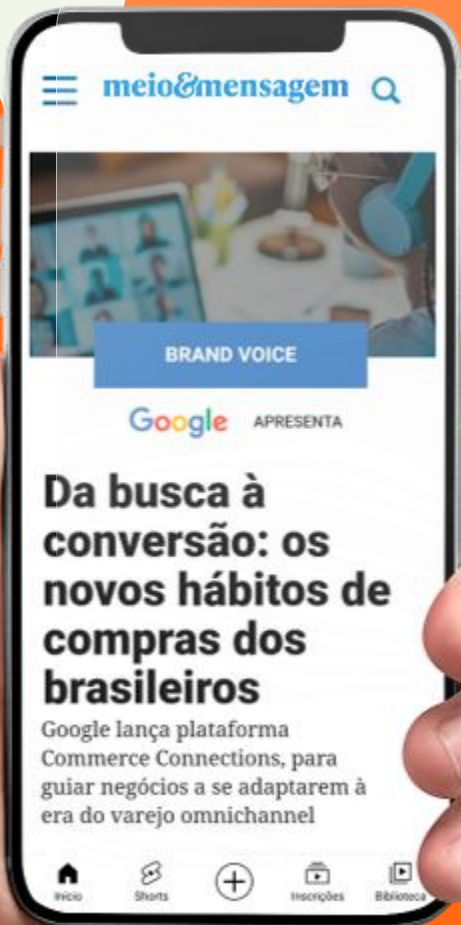 meio&mensagem
BRAND VOICE
Google APRESENTA
Da busca à
conversão: os
novos hábitos de
compras dos
brasileiros
Google lança plataforma
Commerce Connections, para
guiar negócios a se adaptarem à
era do varejo omnichannel
Início Shorts Inscrições Biblioteca